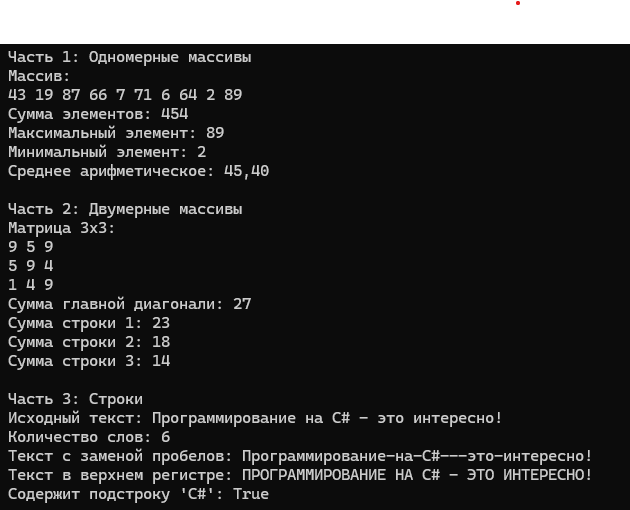 Часть 1: Одномерные массивы
Массив:
43 19 87 66 7 71 6 64 2 89
Сумма элементов: 454
Максимальный элемент: 89
Минимальный элемент: 2
Среднее арифметическое: 45,40
Часть 2: Двумерные массивы
Матрица 3x3:
9 5 9
5 9 4
1 4 9
Сумма главной диагонали: 27
Сумма строки 1: 23
Сумма строки 2: 18
Сумма строки 3: 14
Часть 3: Строки
Исходный текст: Программирование на C# - это интересно!
Количество слов: 6
Текст с заменой пробелов: Программирование-на-C#---это-интересно!
Текст в верхнем регистре: ПРОГРАММИРОВАНИЕ НА C# - ЭТО ИНТЕРЕСНО!
Содержит подстроку 'C#': True